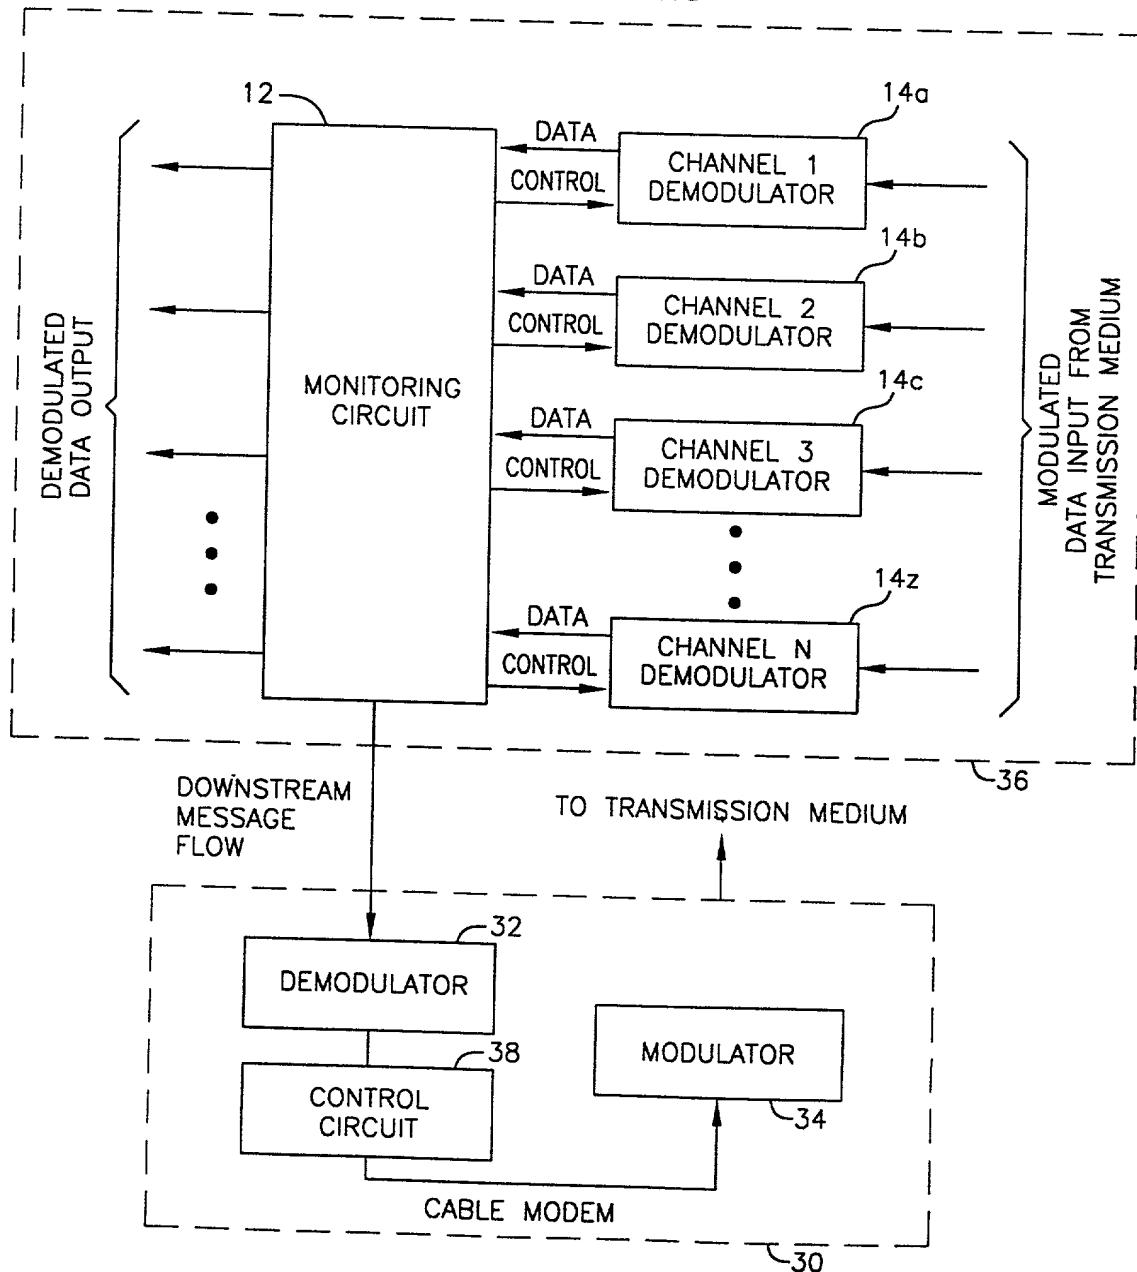 12
14a
DATA
CHANNEL 1
DEMODULATOR
CONTROL
14b
DATA
CHANNEL 2
DEMODULATOR
CONTROL
MONITORING
CIRCUIT
14c
DATA
CHANNEL 3
DEMODULATOR
CONTROL
14z
DATA
CHANNEL N
DEMODULATOR
CONTROL
DEMODULATED
DATA OUTPUT
MODULATED
DATA INPUT FROM
TRANSMISSION MEDIUM
36
DOWNSTREAM
MESSAGE
FLOW
TO TRANSMISSION MEDIUM
32
DEMODULATOR
38
CONTROL
CIRCUIT
MODULATOR
34
CABLE MODEM
30